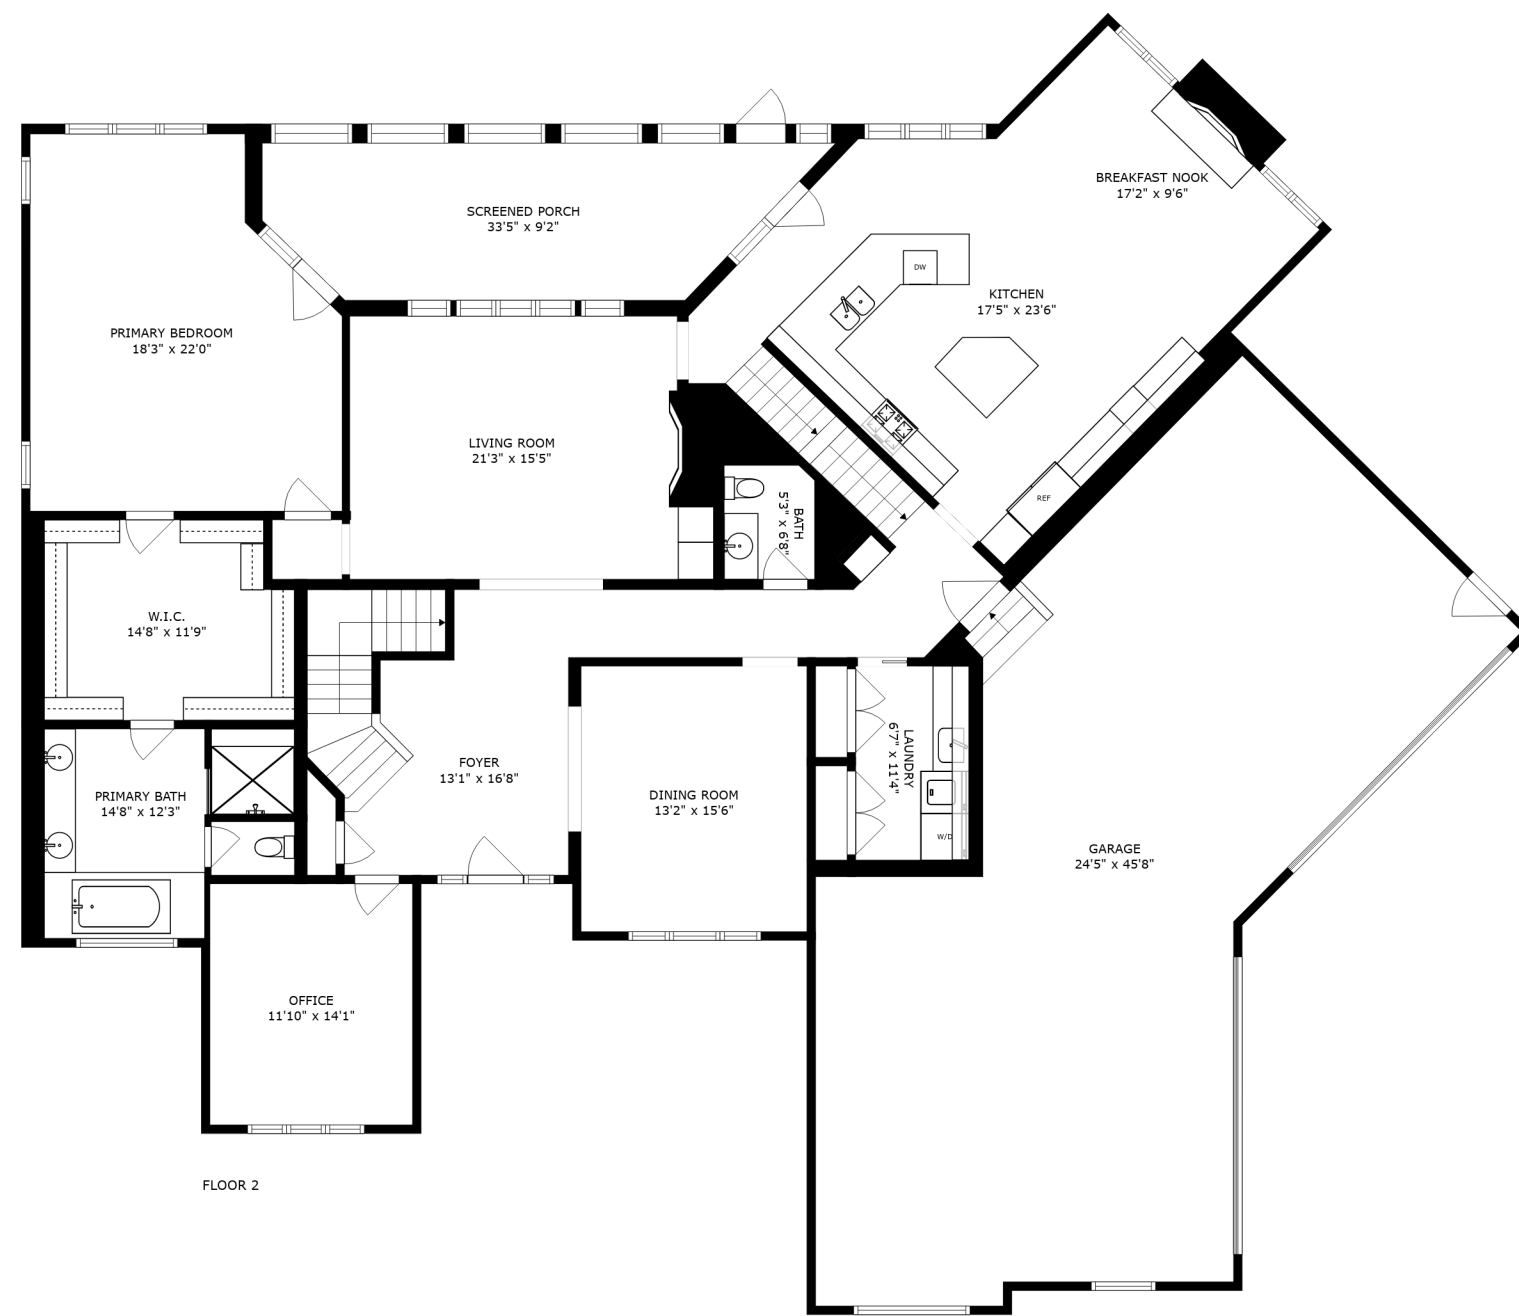 BREAKFAST NOOK
17'2" x 9'6"
SCREENED PORCH
33'5" x 9'2"
DW
KITCHEN
17'5" x 23'6"
PRIMARY BEDROOM
18'3" x 22'0"
LIVING ROOM
21'3" x 15'5"
REF
BATH
5'3" x 6'8"
W.I.C.
14'8" x 11'9"
FOYER
13'1" x 16'8"
LAUNDRY
6'7" x 11'4"
PRIMARY BATH
14'8" x 12'3"
DINING ROOM
13'2" x 15'6"
W/D
GARAGE
24'5" x 45'8"
OFFICE
11'10" x 14'1"
FLOOR 2